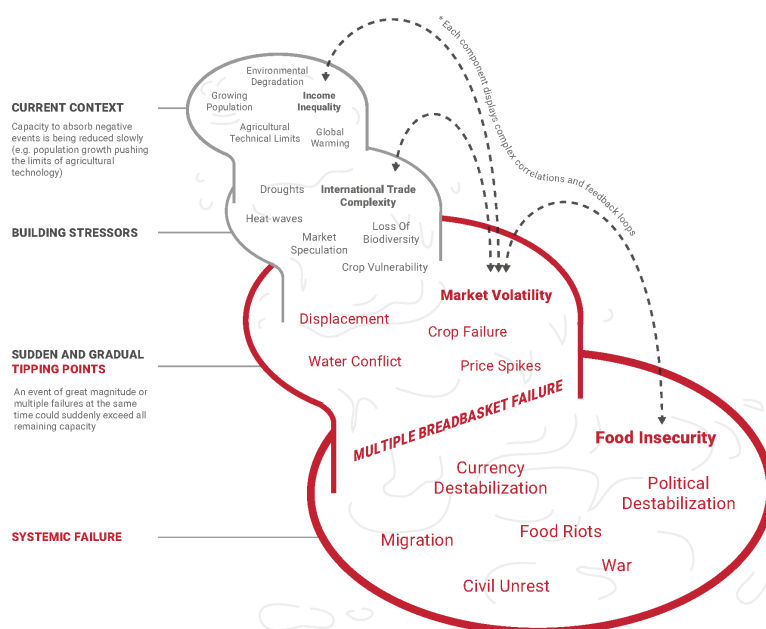 * Each component displays complex correlations and feedback loops
CURRENT CONTEXT
Capacity to absorb negative
events is being reduced slowly
(e.g. population growth pushing
the limits of agricultural
technology)
Environmental
Degradation
Growing
Population
Income
Inequality
Agricultural
Technical Limits
Global
Warming
BUILDING STRESSORS
Droughts
International Trade
Complexity
Heat waves
Loss Of
Biodiversity
Market
Speculation
Crop Vulnerability
SUDDEN AND GRADUAL
TIPPING POINTS
An event of great magnitude or
multiple failures at the same
time could suddenly exceed all
remaining capacity
Market Volatility
Displacement
Crop Failure
Water Conflict
Price Spikes
MULTIPLE BREADBASKET FAILURE
SYSTEMIC FAILURE
Food Insecurity
Currency
Destabilization
Political
Destabilization
Migration
Food Riots
War
Civil Unrest